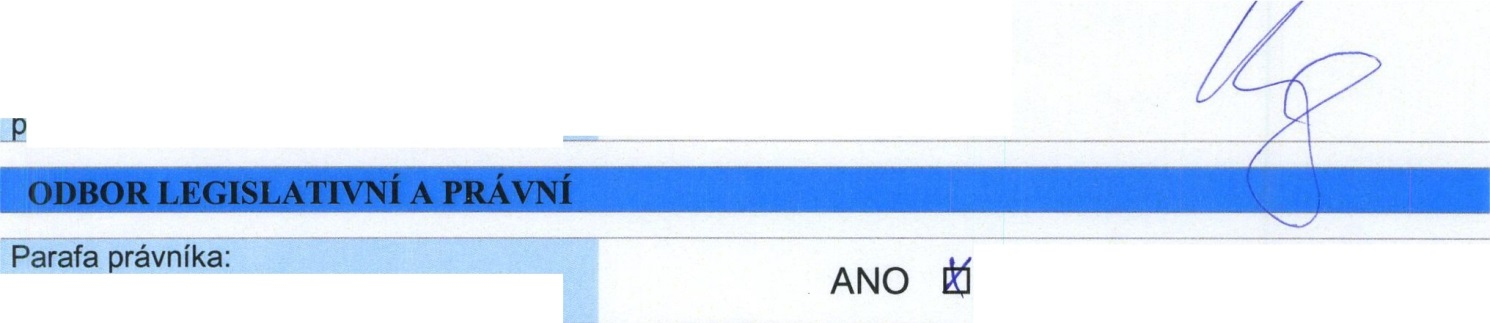 p
ODBOR LEGISLATIVNÍ A PRÁVNÍ
Parafa právníka:
ANO ☒